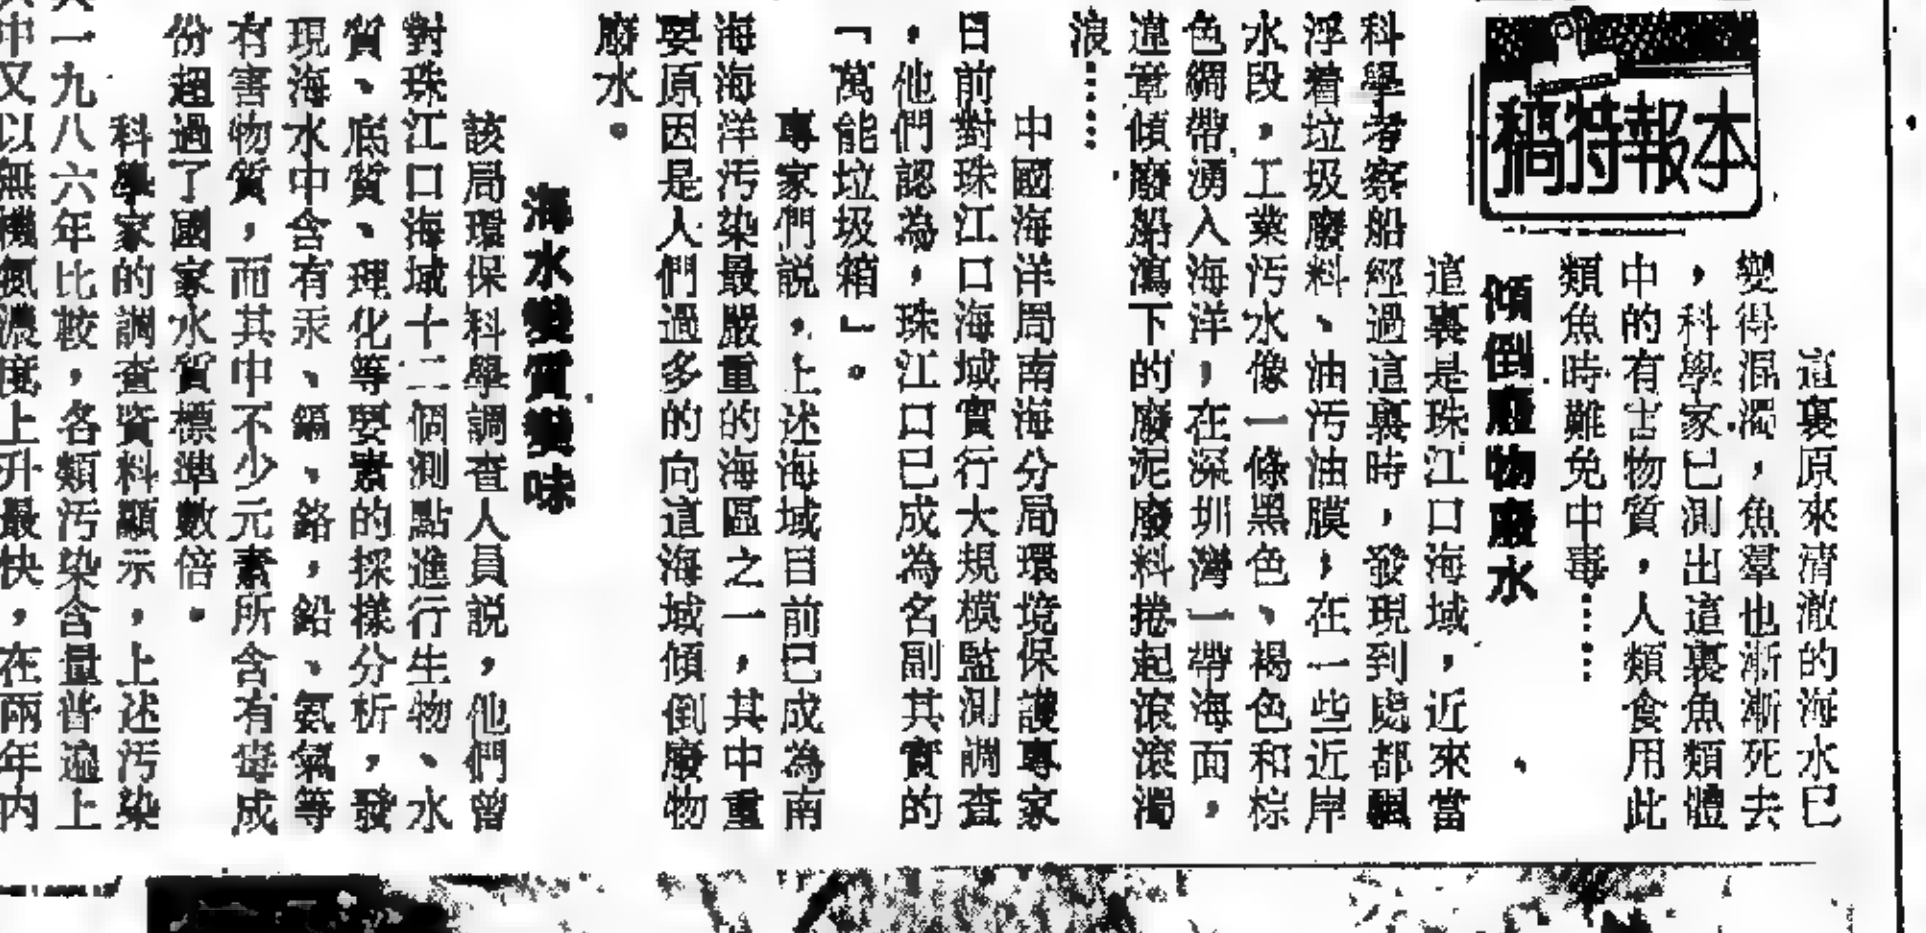 本報特稿
這裏原來清澈的海水已
變得混濁，魚羣也漸漸死去
，科學家已測出這裏魚類體
中的有害物質，人類食用此
類魚時難免中毒……
傾倒廢物廢水
這裏是珠江口海域，近來當
科學考察船經過這裏時，發現到處都飄
浮着垃圾廢料、油污油膜，在一些近岸
水段，工業污水像一條黑色、褐色和棕
色綢帶湧入海洋，在深圳灣一帶海面，
違章傾廢船瀉下的廢泥廢料捲起滾滾濁
浪……
中國海洋局南海分局環境保護專家
日前對珠江口海域實行大規模監測調查
，他們認為，珠江口已成為名副其實的
「萬能垃圾箱」。
專家們説，上述海域目前已成為南
海海洋污染最嚴重的海區之一，其中重
要原因是人們過多的向這海域傾倒廢物
廢水。
海水變質變味
該局環保科學調查人員説，他們曾
對珠江口海域十二個測點進行生物、水
質、底質、理化等要素的採樣分析，發
現海水中含有汞、鎘、鉻，鉛、氨氣等
有害物質，而其中不少元素所含有毒成
份超過了國家水質標準數倍。
科學家的調查資料顯示，上述污染
一九八六年比較，各類污染含量普遍上
中又以無機氮濃度上升最快，在兩年内